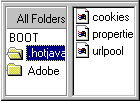 All Folders
BOOT
.hotjava
Adobe
cookies
propertie
urlpool